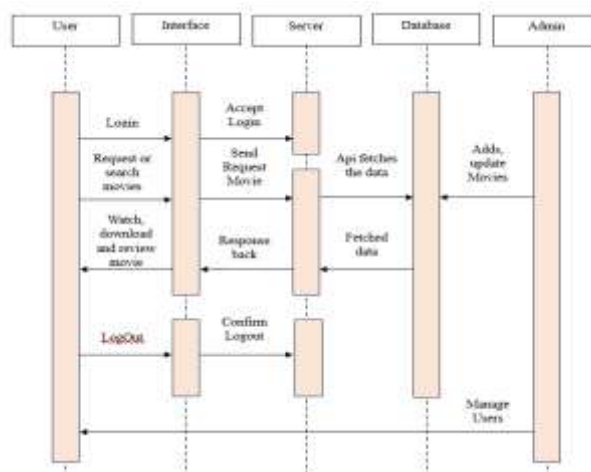 User
Interface
Server
Database
Admin
Login
Accept
Login
Request or
search
movies
Send
Request
Movie
Api fetches
the data
Adds,
update
Movies
Watch,
download
and review
movie
Response
back
Fetched
data
LogOut
Confirm
Logout
Manage
Users